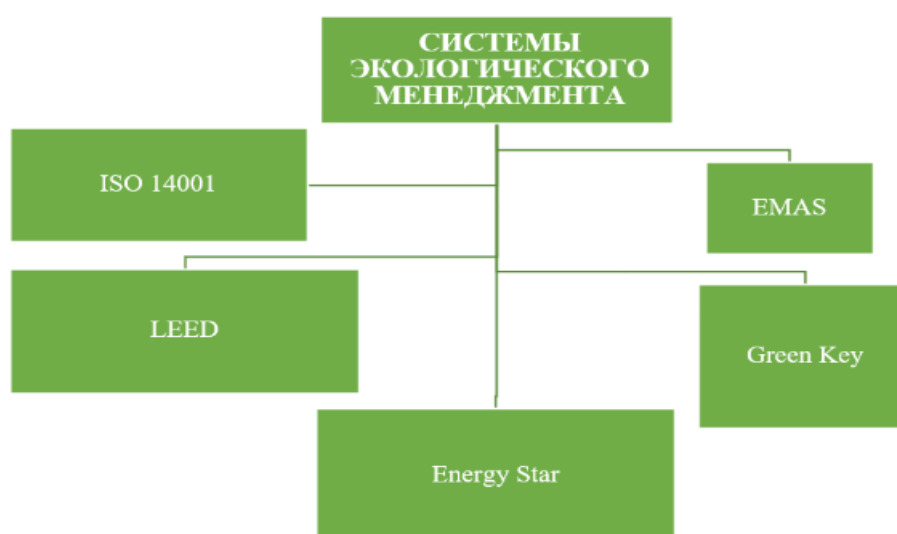 СИСТЕМЫ
ЭКОЛОГИЧЕСКОГО
МЕНЕДЖМЕНТА
ISO 14001
EMAS
LEED
Green Key
Energy Star